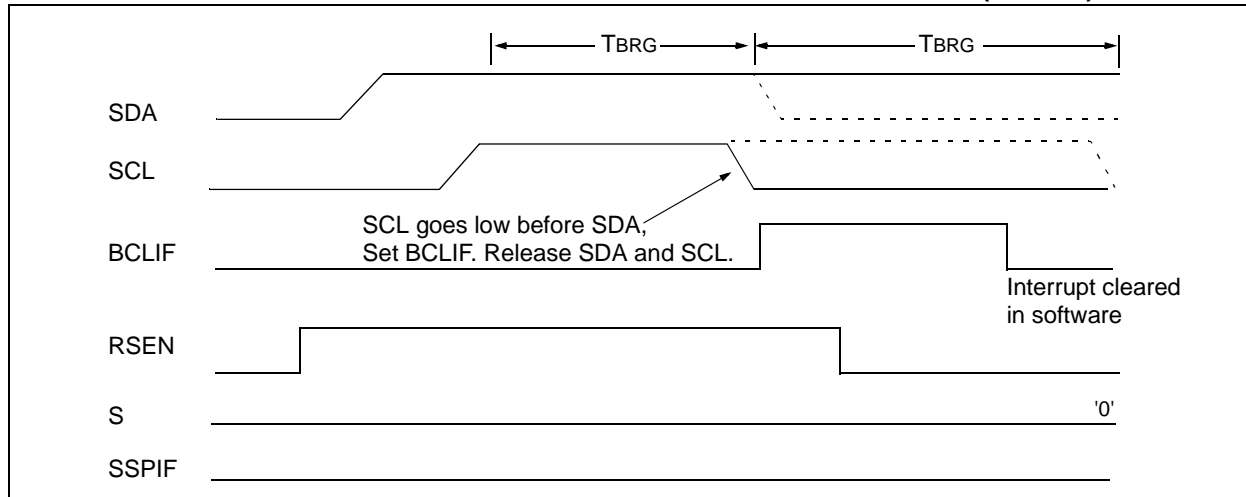 TBRG TBRG
SDA
SCL
SCL goes low before SDA,
Set BCLIF. Release SDA and SCL.
BCLIF
Interrupt cleared
in software
RSEN
S '0'
SSPIF